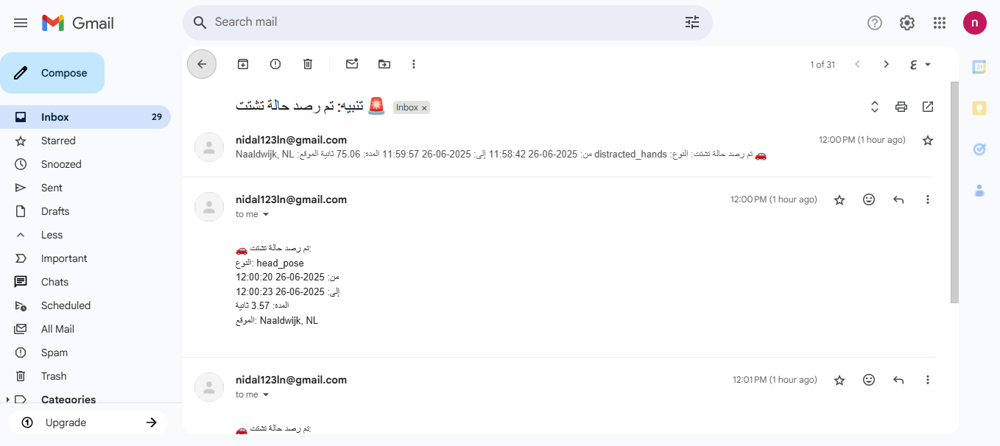 Gmail
Search mail
n
Compose
Inbox 29
Starred
Snoozed
Sent
Drafts
Less
Important
Chats
Scheduled
All Mail
Spam
Trash
Categories
Upgrade
1 of 31
31
🚨 تنبيه: تم رصد حالة تشتت
Inbox ×
nidal123ln@gmail.com
12:00 PM (1 hour ago)
🚗 تم رصد حالة تشتت: النوع: distracted_hands من: 2025-06-26 11:58:42 إلى: 2025-06-26 11:59:57 المدة: 75.06 ثانية الموقع: Naaldwijk, NL
nidal123ln@gmail.com
12:00 PM (1 hour ago)
to me
🚗 تم رصد حالة تشتت:
النوع: head_pose
من: 2025-06-26 12:00:20
إلى: 2025-06-26 12:00:23
المدة: 3.57 ثانية
الموقع: Naaldwijk, NL
nidal123ln@gmail.com
12:01 PM (1 hour ago)
to me
🚗 تم رصد حالة تشتت: